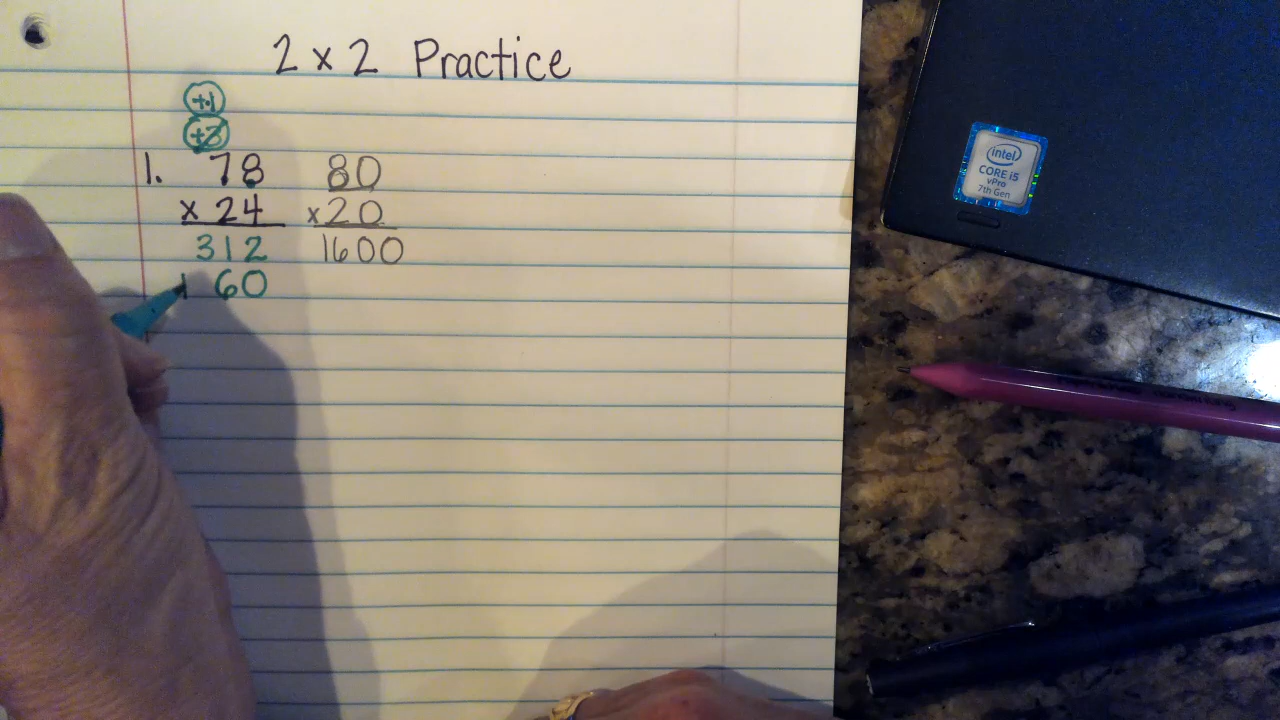 2 x 2 Practice
+1
+3
1. 78 80
x 24 x20
312 1600
1 60
intel
CORE i5
vPro
7th Gen